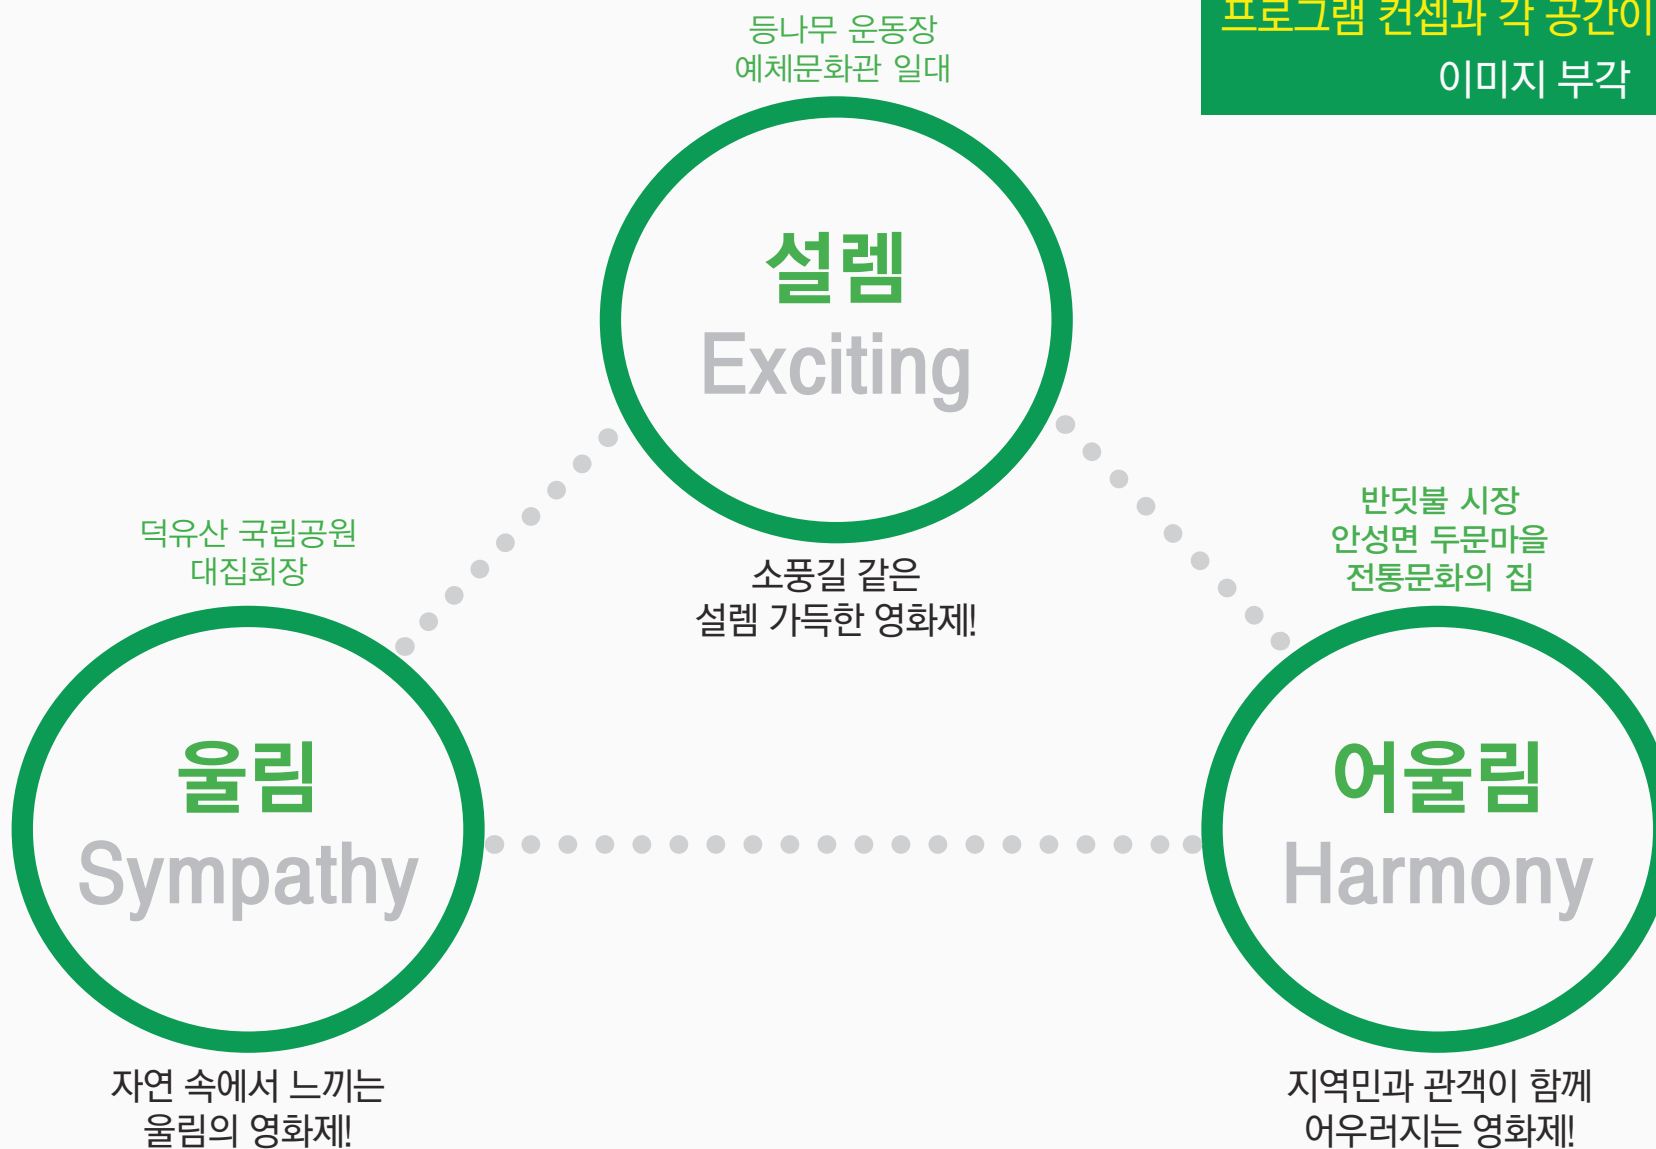 프로그램 컨셉과 각 공간이
이미지 부각
등나무 운동장
예체문화관 일대
설렘
Exciting
소풍길 같은
설렘 가득한 영화제!
덕유산 국립공원
대집회장
울림
Sympathy
자연 속에서 느끼는
울림의 영화제!
반딧불 시장
안성면 두문마을
전통문화의 집
어울림
Harmony
지역민과 관객이 함께
어우러지는 영화제!